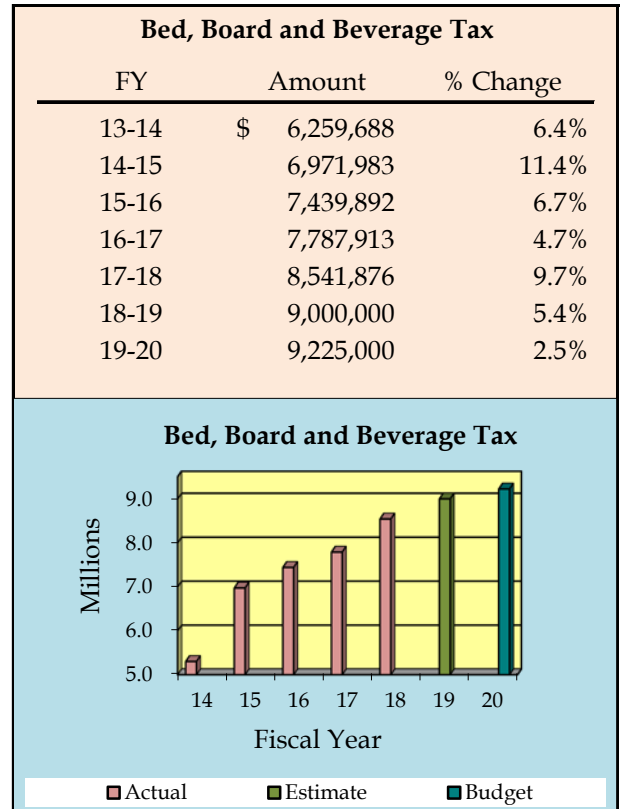 Bed, Board and Beverage Tax
FY Amount % Change
13-14 $ 6,259,688 6.4%
14-15 6,971,983 11.4%
15-16 7,439,892 6.7%
16-17 7,787,913 4.7%
17-18 8,541,876 9.7%
18-19 9,000,000 5.4%
19-20 9,225,000 2.5%
Bed, Board and Beverage Tax
9.0
8.0
7.0
6.0
5.0
Millions
14 15 16 17 18 19 20
Fiscal Year
Actual Estimate Budget